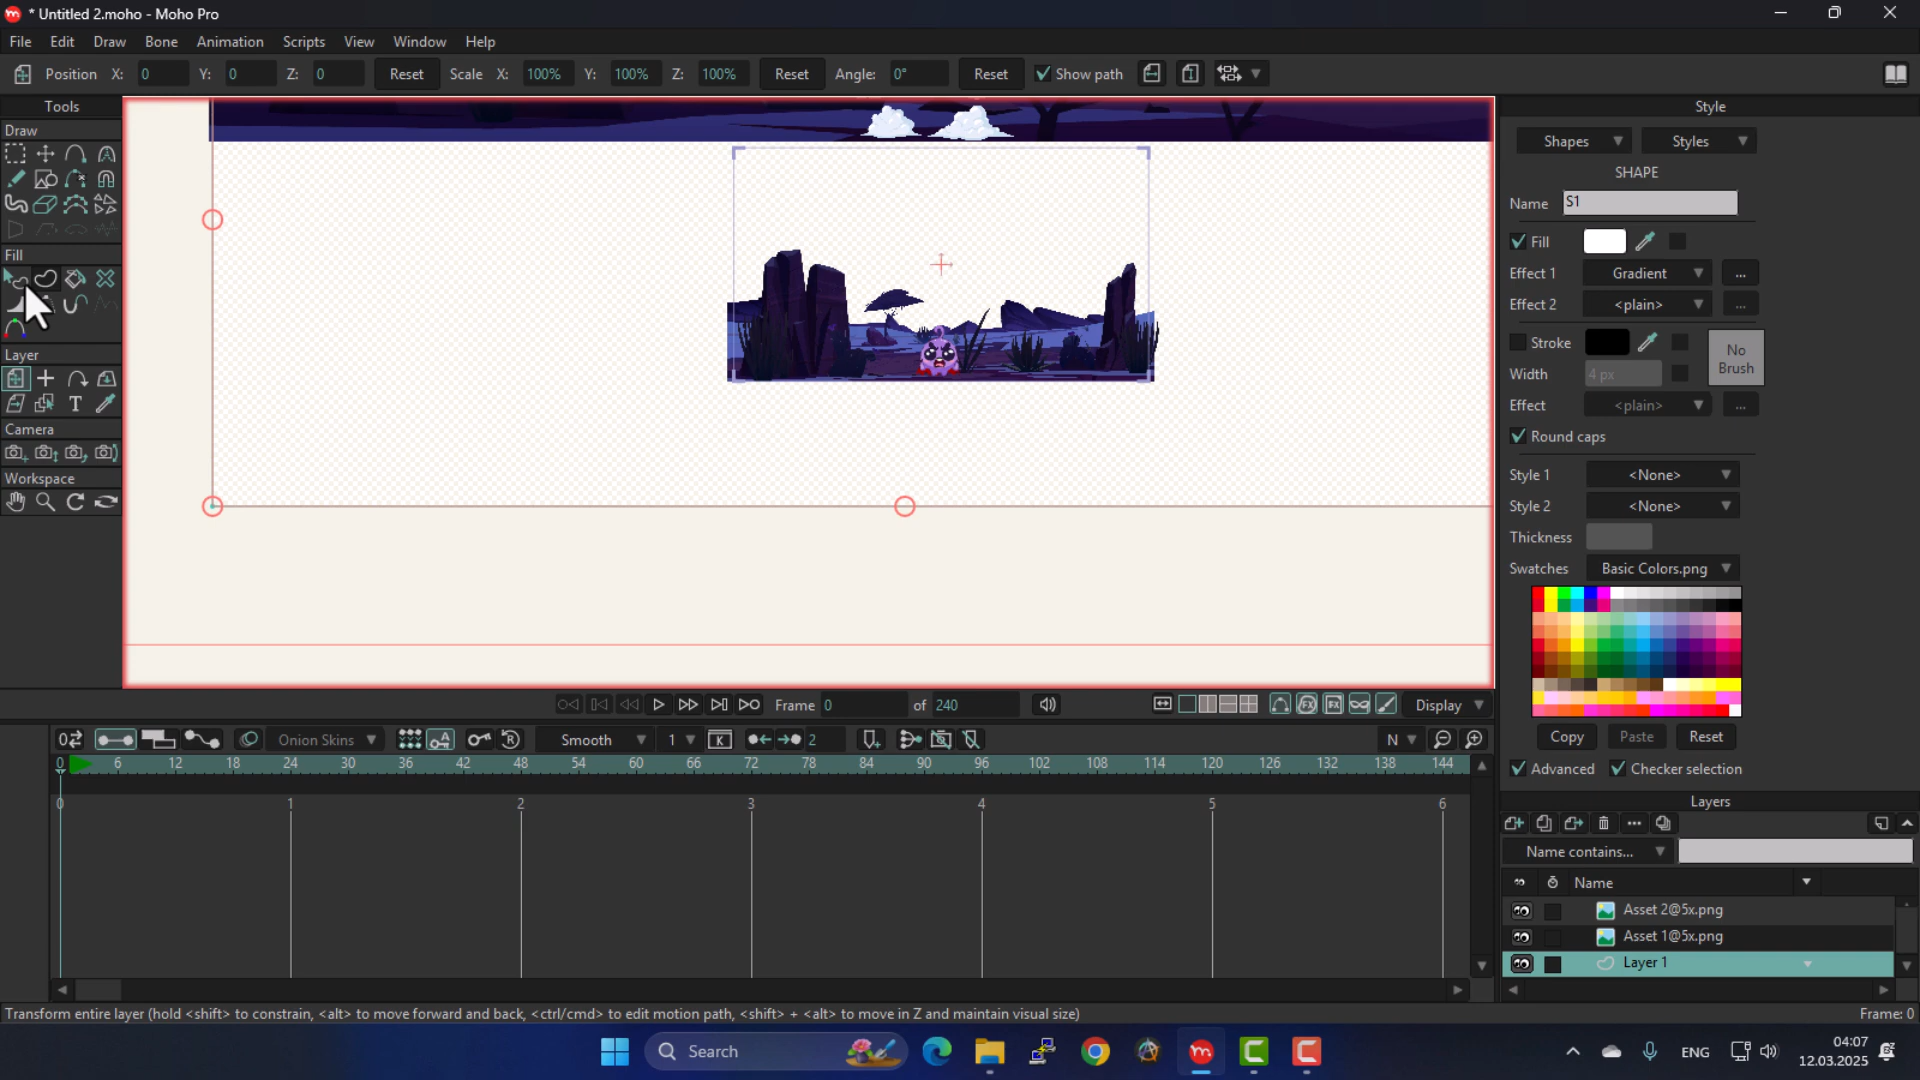 * Untitled 2.moho - Moho Pro
File Edit Draw Bone Animation Scripts View Window Help
Position X: 0 Y: 0 Z: 0 Reset Scale X: 100% Y: 100% Z: 100% Reset Angle: 0° Reset Show path
Tools
Draw
Fill
Layer
T
Camera
Workspace
Style
Shapes Styles
SHAPE
Name S1
Fill
Effect 1 Gradient ...
Effect 2 <plain> ...
Stroke
No Brush
Width 4 px
Effect <plain> ...
Round caps
Style 1 <None>
Style 2 <None>
Thickness
Swatches Basic Colors.png
Copy Paste Reset
Advanced Checker selection
Frame 0 of 240 Display
Onion Skins Smooth 1 2 N
0 6 12 18 24 30 36 42 48 54 60 66 72 78 84 90 96 102 108 114 120 126 132 138 144
0 1 2 3 4 5 6
Layers
Name contains...
Name
Asset 2@5x.png
Asset 1@5x.png
Layer 1
Transform entire layer (hold <shift> to constrain, <alt> to move forward and back, <ctrl/cmd> to edit motion path, <shift> + <alt> to move in Z and maintain visual size) Frame: 0
Search ENG 04:07
12.03.2025